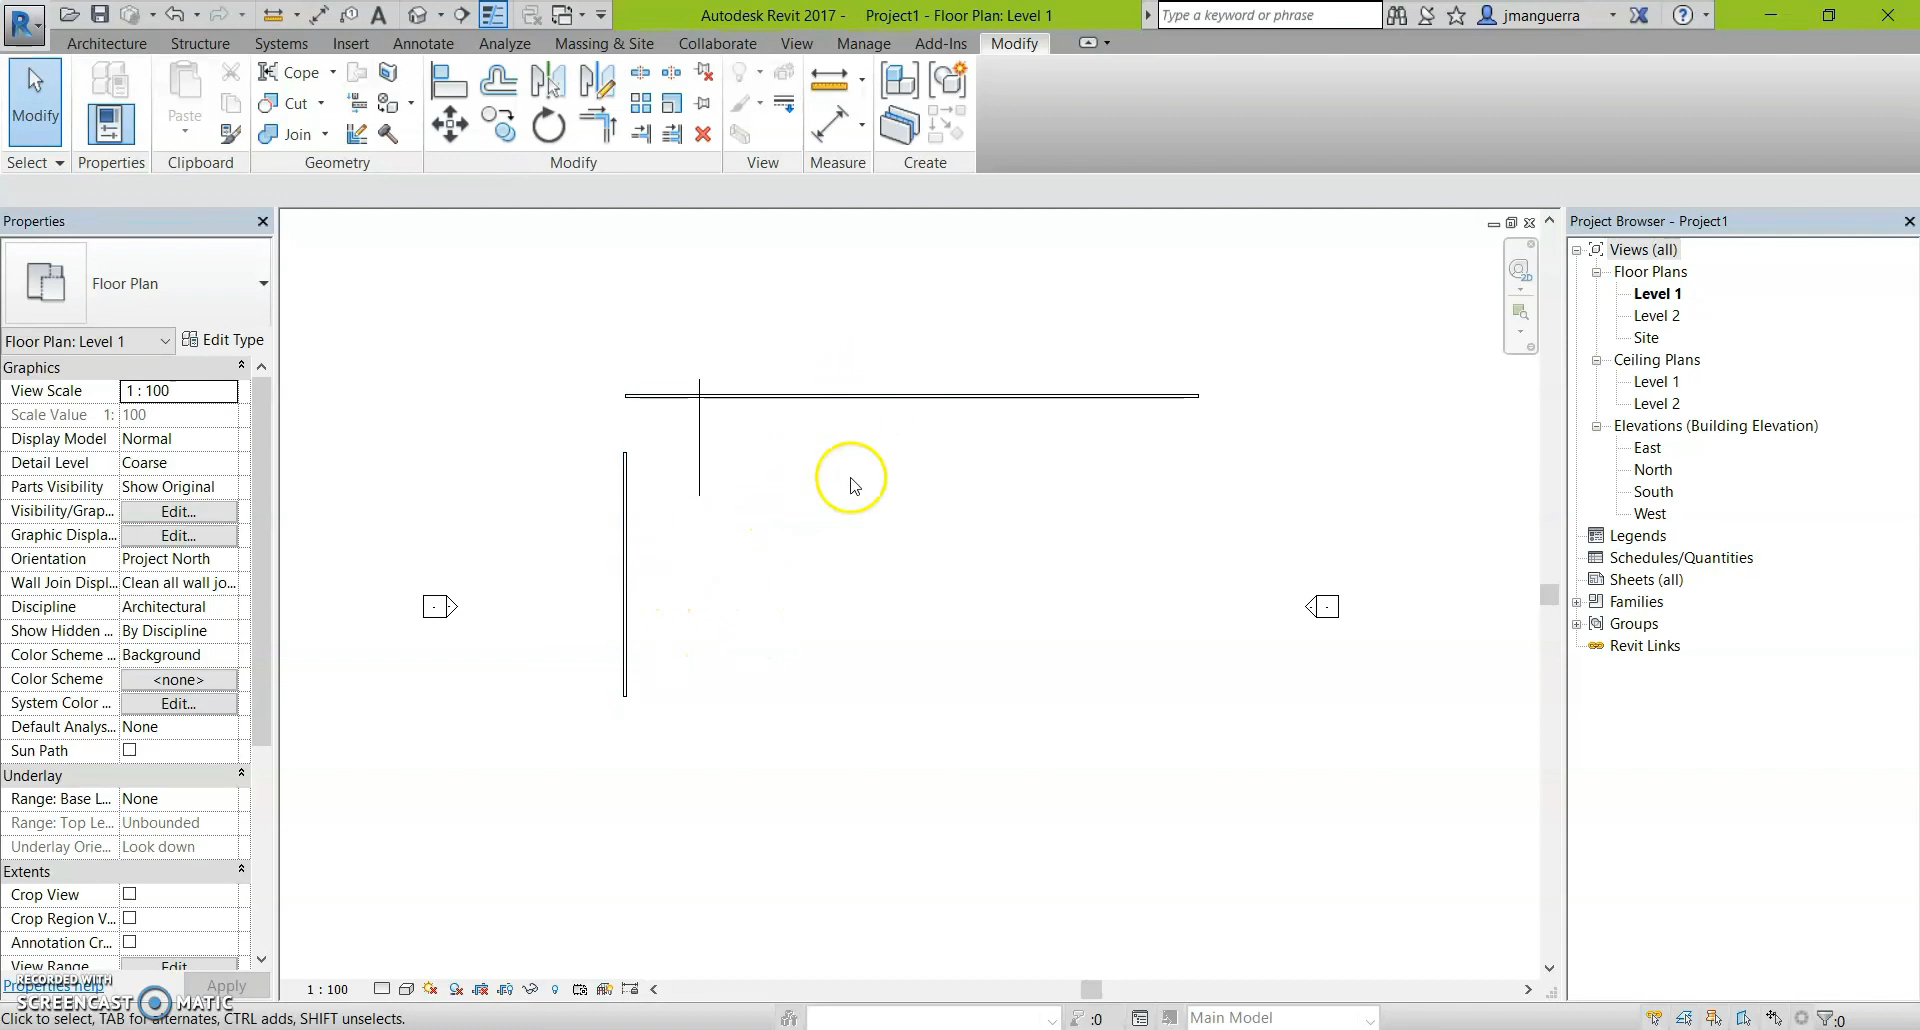 Autodesk Revit 2017 - Project1 - Floor Plan: Level 1
Type a keyword or phrase
jmanguerra
Architecture Structure Systems Insert Annotate Analyze Massing & Site Collaborate View Manage Add-Ins Modify
Modify
Paste
Cope
Cut
Join
Select Properties Clipboard Geometry Modify View Measure Create
Properties
Floor Plan
Floor Plan: Level 1 Edit Type
Graphics
View Scale 1 : 100
Scale Value 1: 100
Display Model Normal
Detail Level Coarse
Parts Visibility Show Original
Visibility/Grap... Edit...
Graphic Displa... Edit...
Orientation Project North
Wall Join Displ... Clean all wall jo...
Discipline Architectural
Show Hidden ... By Discipline
Color Scheme ... Background
Color Scheme <none>
System Color ... Edit...
Default Analys... None
Sun Path
Underlay
Range: Base L... None
Range: Top Le... Unbounded
Underlay Orie... Look down
Extents
Crop View
Crop Region V...
Annotation Cr...
View Range Edit...
Properties help Apply
RECORDED WITH
SCREENCAST MATIC
Click to select, TAB for alternates, CTRL adds, SHIFT unselects.
1 : 100
:0
Main Model
:0
2D
Project Browser - Project1
Views (all)
Floor Plans
Level 1
Level 2
Site
Ceiling Plans
Level 1
Level 2
Elevations (Building Elevation)
East
North
South
West
Legends
Schedules/Quantities
Sheets (all)
Families
Groups
Revit Links